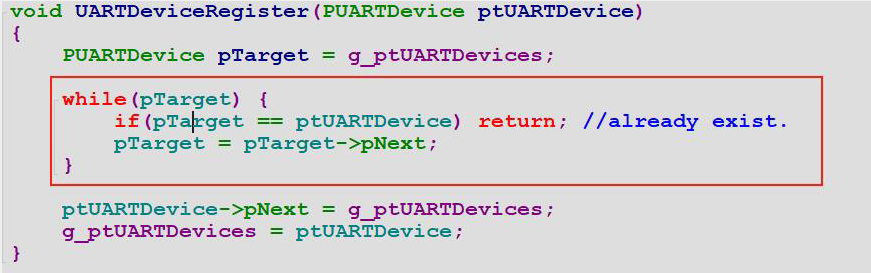 void UARTDeviceRegister(PUARTDevice ptUARTDevice)
{
    PUARTDevice pTarget = g_ptUARTDevices;
    while(pTarget) {
        if(pTarget == ptUARTDevice) return; //already exist.
        pTarget = pTarget->pNext;
    }
    ptUARTDevice->pNext = g_ptUARTDevices;
    g_ptUARTDevices = ptUARTDevice;
}